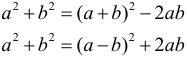 a² + b² = (a + b)² − 2ab
a² + b² = (a − b)² + 2ab